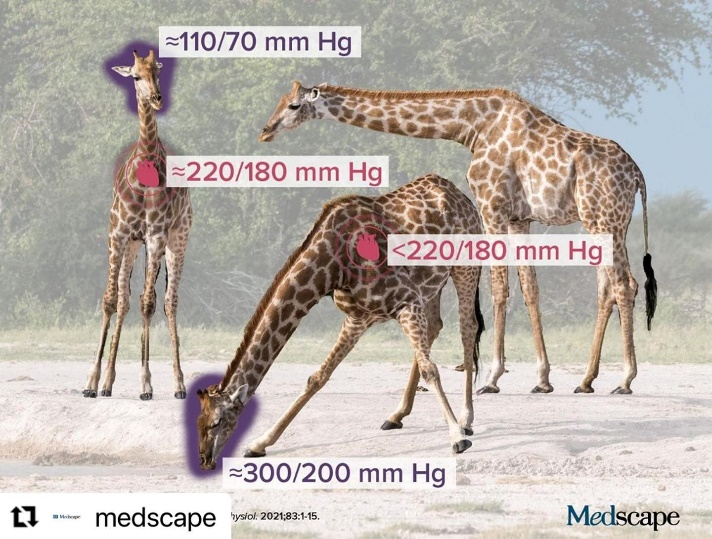 ≈110/70 mm Hg
≈220/180 mm Hg
<220/180 mm Hg
≈300/200 mm Hg
medscape
hysiol. 2021;83:1-15.
Medscape
Medscape